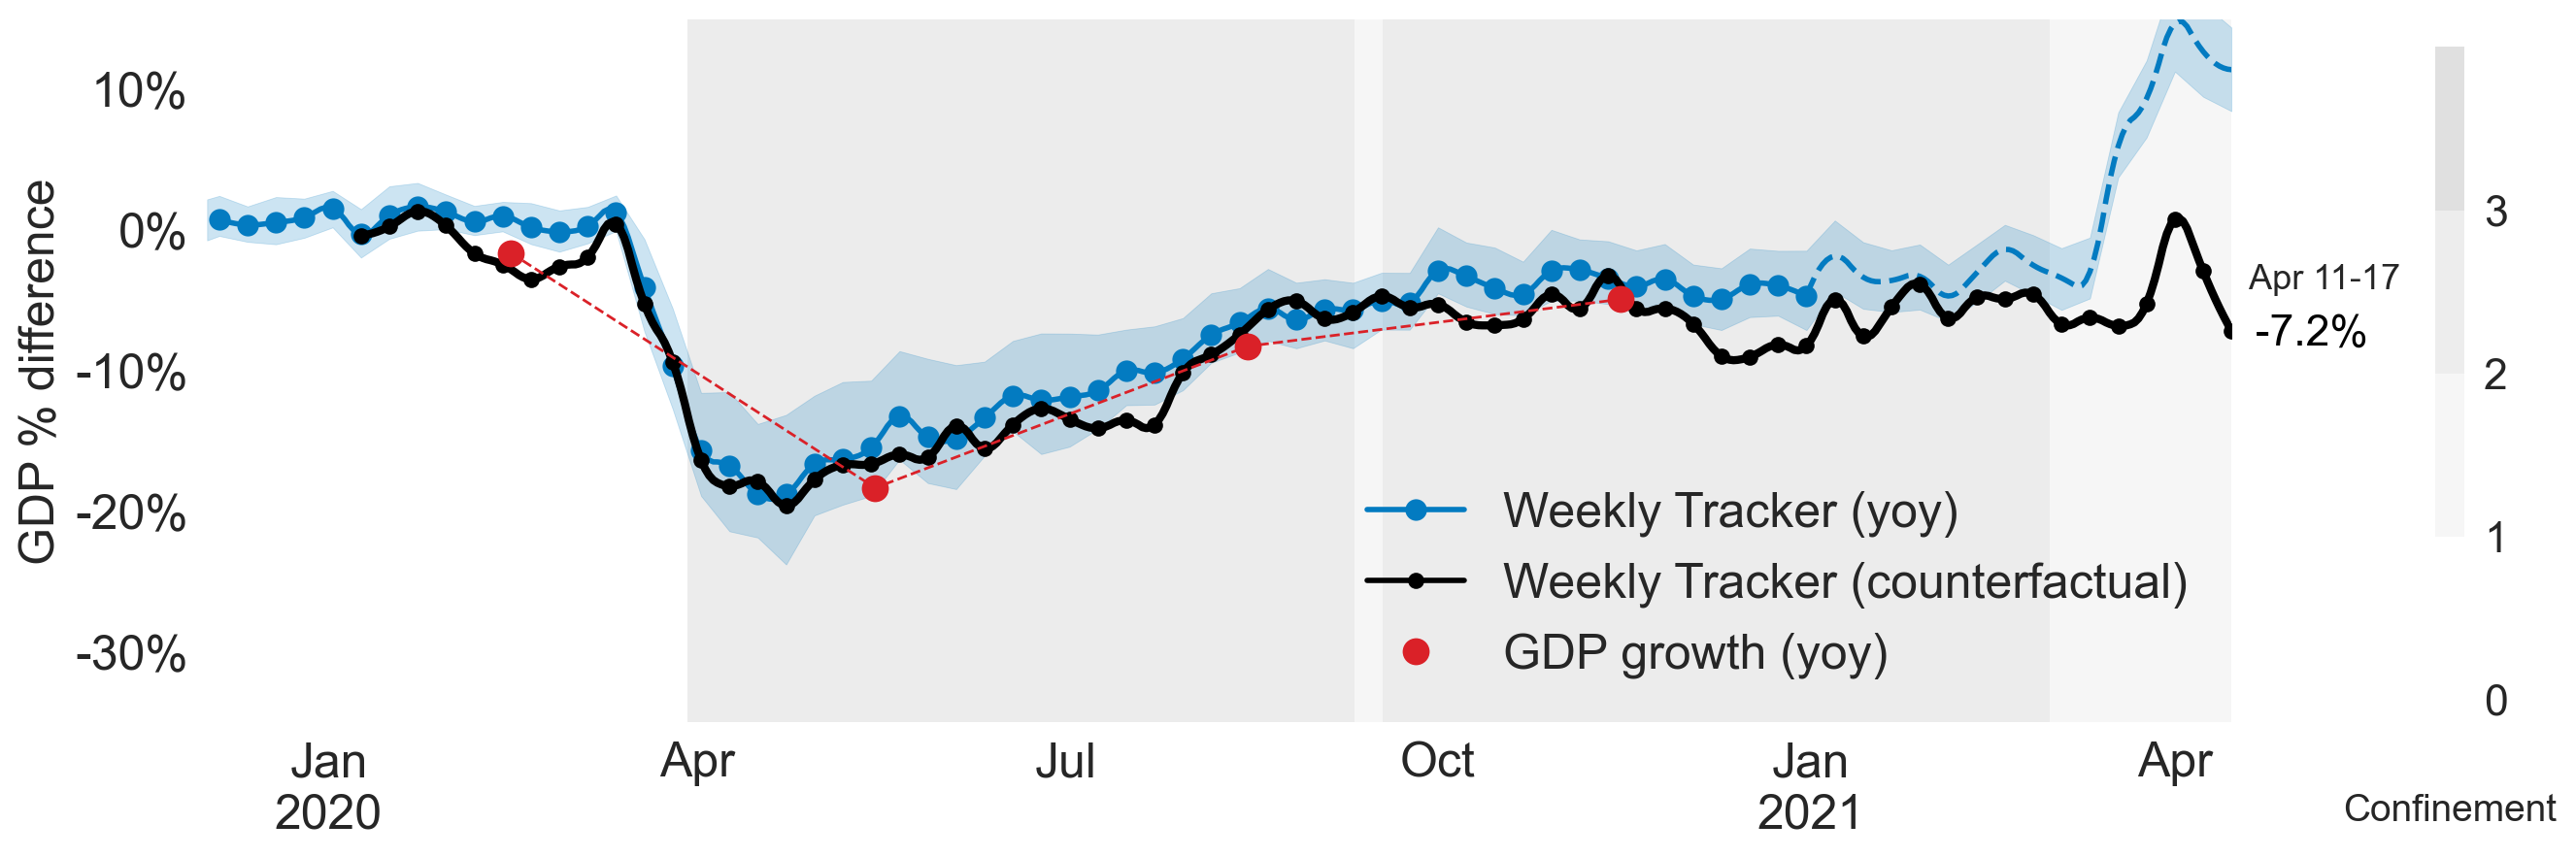 GDP % difference
10%
0%
-10%
-20%
-30%
Jan
2020
Apr
Jul
Oct
Jan
2021
Apr
Weekly Tracker (yoy)
Weekly Tracker (counterfactual)
GDP growth (yoy)
Apr 11-17
-7.2%
3
2
1
0
Confinement